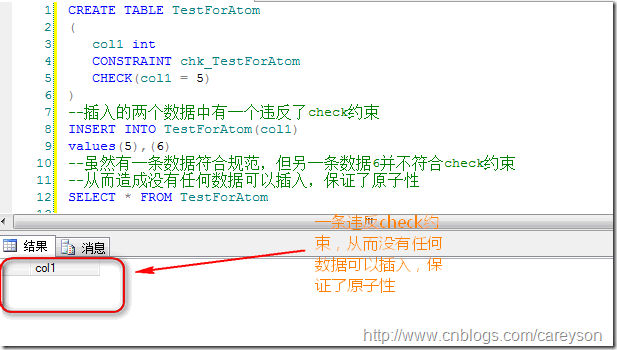 1 CREATE TABLE TestForAtom
2 (
3 col1 int
4 CONSTRAINT chk_TestForAtom
5 CHECK(col1 = 5)
6 )
7 --插入的两个数据中有一个违反了check约束
8 INSERT INTO TestForAtom(col1)
9 values(5),(6)
10 --虽然有一条数据符合规范，但另一条数据6并不符合check约束
11 --从而造成没有任何数据可以插入，保证了原子性
12 SELECT * FROM TestForAtom
一条违反check约
束，从而没有任何
数据可以插入，保
证了原子性
结果 消息
col1
http://www.cnblogs.com/careyson